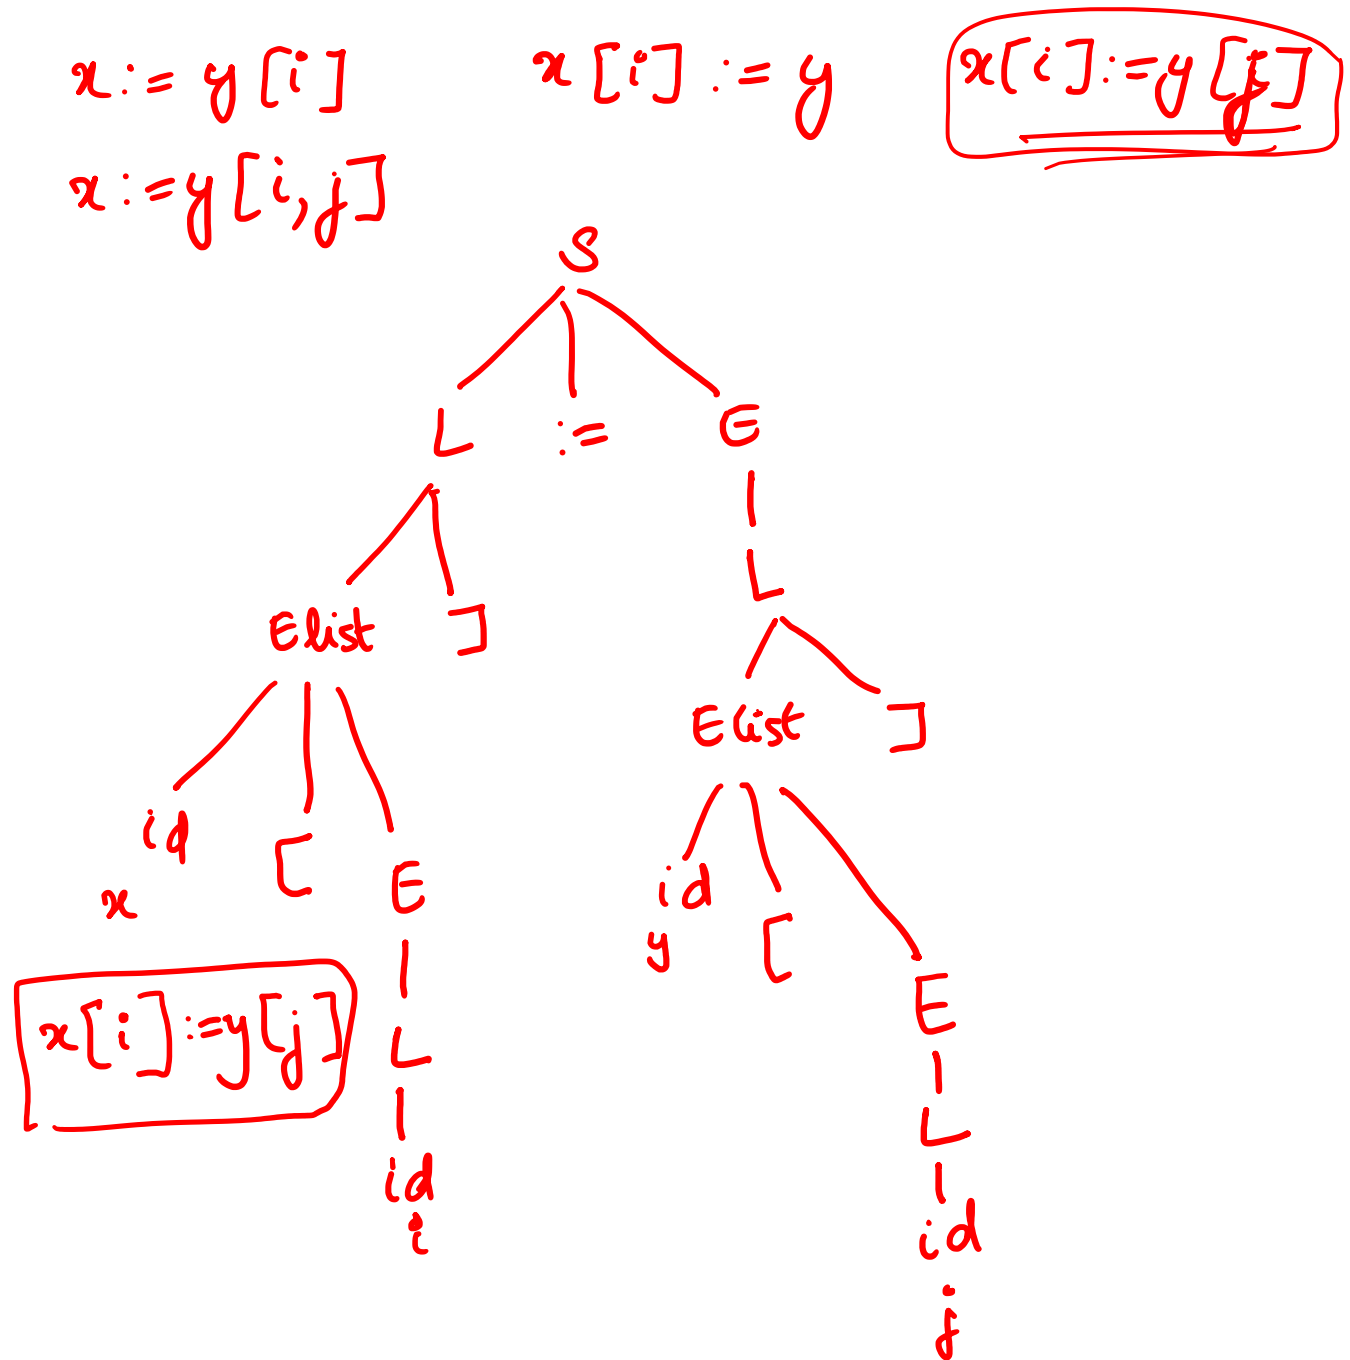 x := y [i]    x [i] := y    x[i] := y[j]
x := y [i, j]
S
L := E
L
Elist ]
Elist ]
id [ E
id [
x y
E
L
x[i] := y[j]
L
id
i
id
j